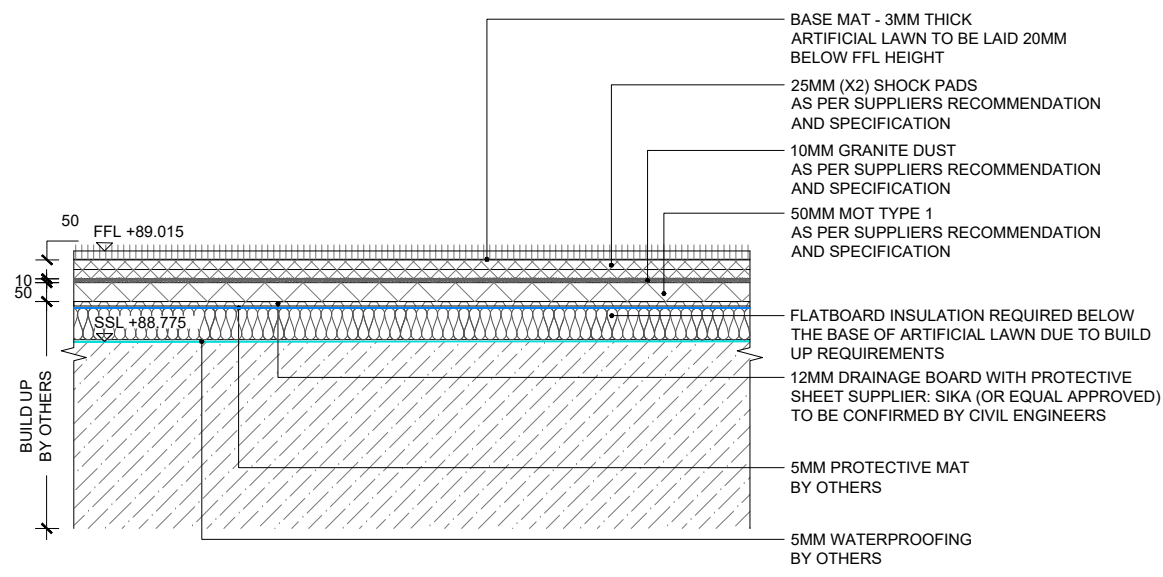 BASE MAT - 3MM THICK
ARTIFICIAL LAWN TO BE LAID 20MM
BELOW FFL HEIGHT
25MM (X2) SHOCK PADS
AS PER SUPPLIERS RECOMMENDATION
AND SPECIFICATION
10MM GRANITE DUST
AS PER SUPPLIERS RECOMMENDATION
AND SPECIFICATION
50MM MOT TYPE 1
AS PER SUPPLIERS RECOMMENDATION
AND SPECIFICATION
50
FFL +89.015
10
50
SSL +88.775
FLATBOARD INSULATION REQUIRED BELOW
THE BASE OF ARTIFICIAL LAWN DUE TO BUILD
UP REQUIREMENTS
12MM DRAINAGE BOARD WITH PROTECTIVE
SHEET SUPPLIER: SIKA (OR EQUAL APPROVED)
TO BE CONFIRMED BY CIVIL ENGINEERS
BUILD UP
BY OTHERS
5MM PROTECTIVE MAT
BY OTHERS
5MM WATERPROOFING
BY OTHERS